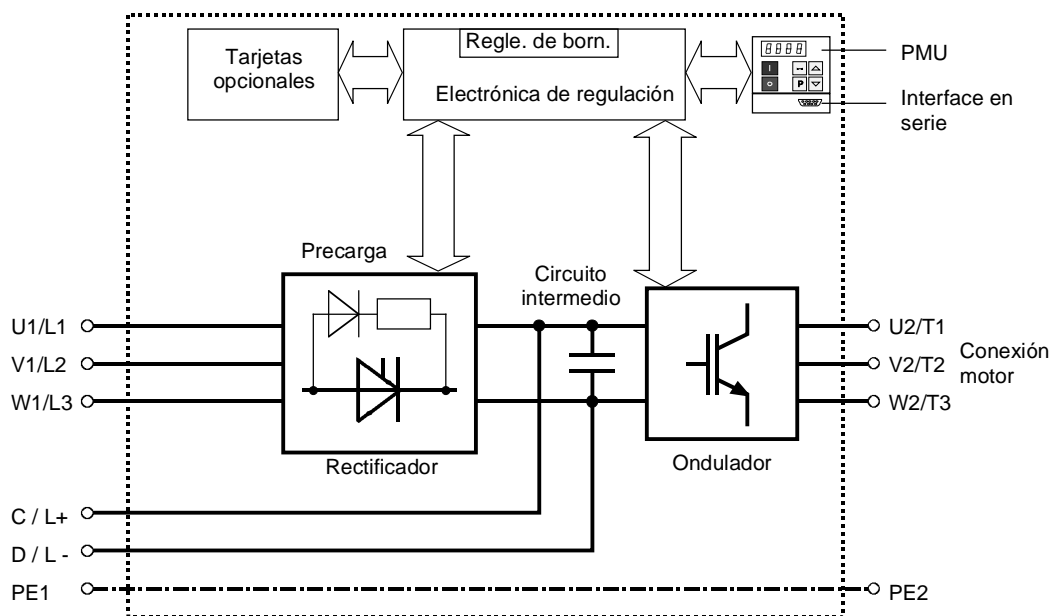 Tarjetas
opcionales
Regle. de born.
Electrónica de regulación
P
PMU
Interface en
serie
Precarga
Circuito
intermedio
U1/L1
V1/L2
W1/L3
Rectificador
Ondulador
U2/T1
V2/T2
W2/T3
Conexión
motor
C / L+
D / L -
PE1
PE2